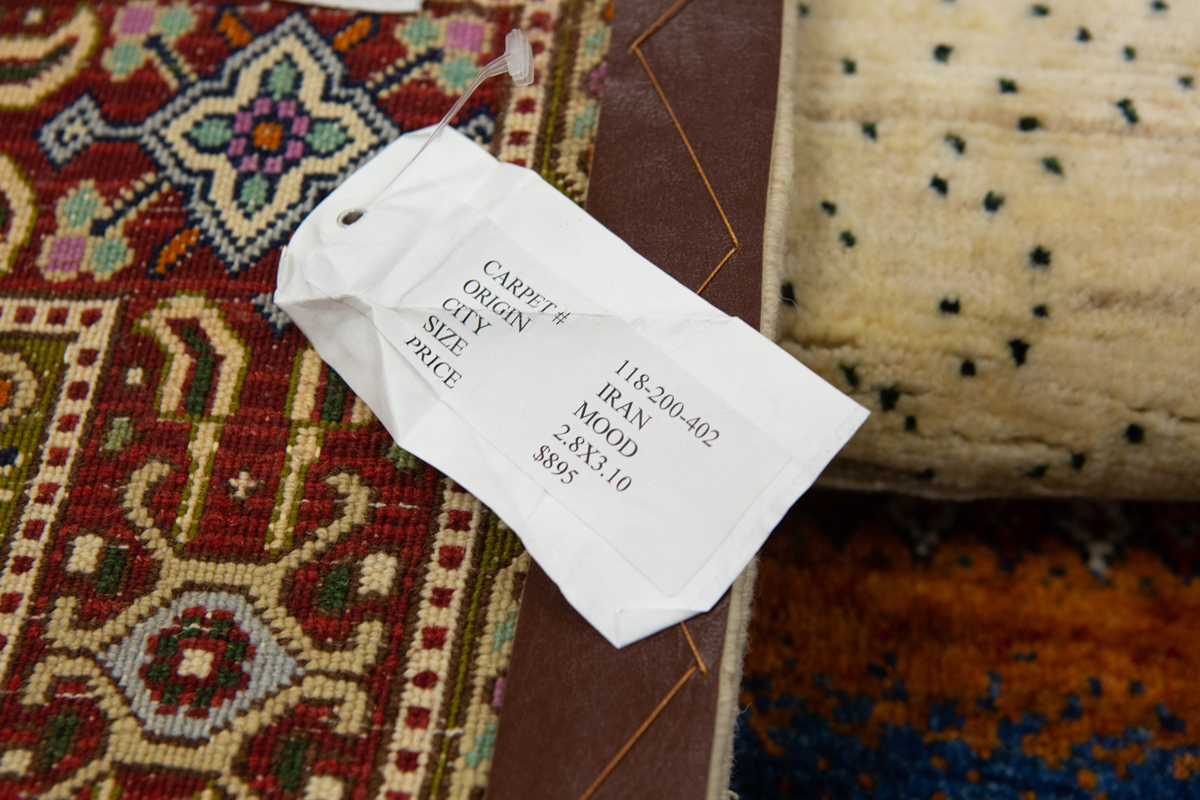 CARPET # 118-200-402
ORIGIN IRAN
CITY MOOD
SIZE 2.8X3.10
PRICE $895